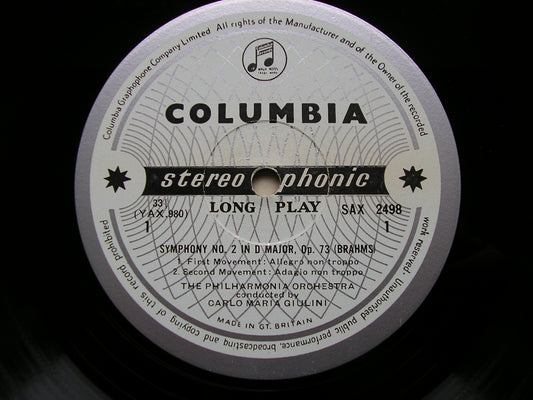 Columbia Graphophone Company Limited. All rights of the Manufacturer and of the Owner of the recorded
work reserved. Unauthorised public performance, broadcasting and copying of this record prohibited
COLUMBIA
stereophonic
33
(YAX.980)
1
LONG PLAY
SAX 2498
1
SYMPHONY NO. 2 IN D MAJOR, Op. 73 (BRAHMS)
1. First Movement: Allegro non troppo
2. Second Movement: Adagio non troppo
THE PHILHARMONIA ORCHESTRA
conducted by
CARLO MARIA GIULINI
MADE IN GT. BRITAIN